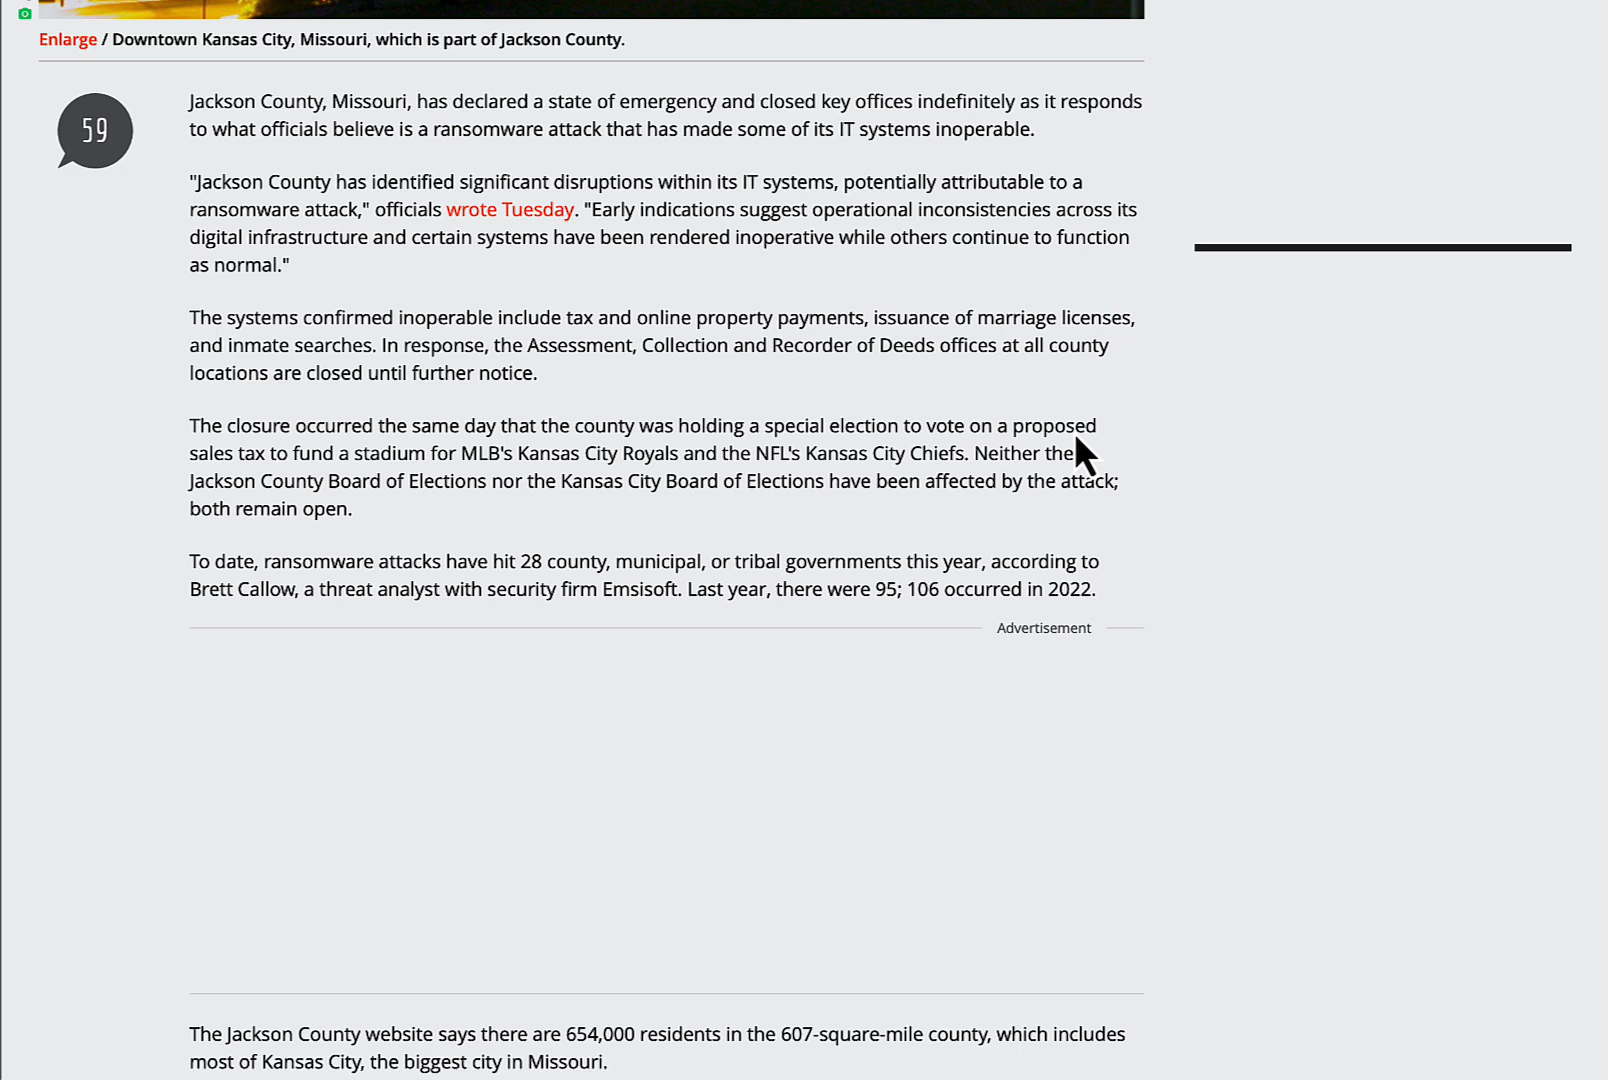 Enlarge / Downtown Kansas City, Missouri, which is part of Jackson County.
59
Jackson County, Missouri, has declared a state of emergency and closed key offices indefinitely as it responds
to what officials believe is a ransomware attack that has made some of its IT systems inoperable.
"Jackson County has identified significant disruptions within its IT systems, potentially attributable to a
ransomware attack," officials wrote Tuesday. "Early indications suggest operational inconsistencies across its
digital infrastructure and certain systems have been rendered inoperative while others continue to function
as normal."
The systems confirmed inoperable include tax and online property payments, issuance of marriage licenses,
and inmate searches. In response, the Assessment, Collection and Recorder of Deeds offices at all county
locations are closed until further notice.
The closure occurred the same day that the county was holding a special election to vote on a proposed
sales tax to fund a stadium for MLB's Kansas City Royals and the NFL's Kansas City Chiefs. Neither the
Jackson County Board of Elections nor the Kansas City Board of Elections have been affected by the attack;
both remain open.
To date, ransomware attacks have hit 28 county, municipal, or tribal governments this year, according to
Brett Callow, a threat analyst with security firm Emsisoft. Last year, there were 95; 106 occurred in 2022.
Advertisement
The Jackson County website says there are 654,000 residents in the 607-square-mile county, which includes
most of Kansas City, the biggest city in Missouri.